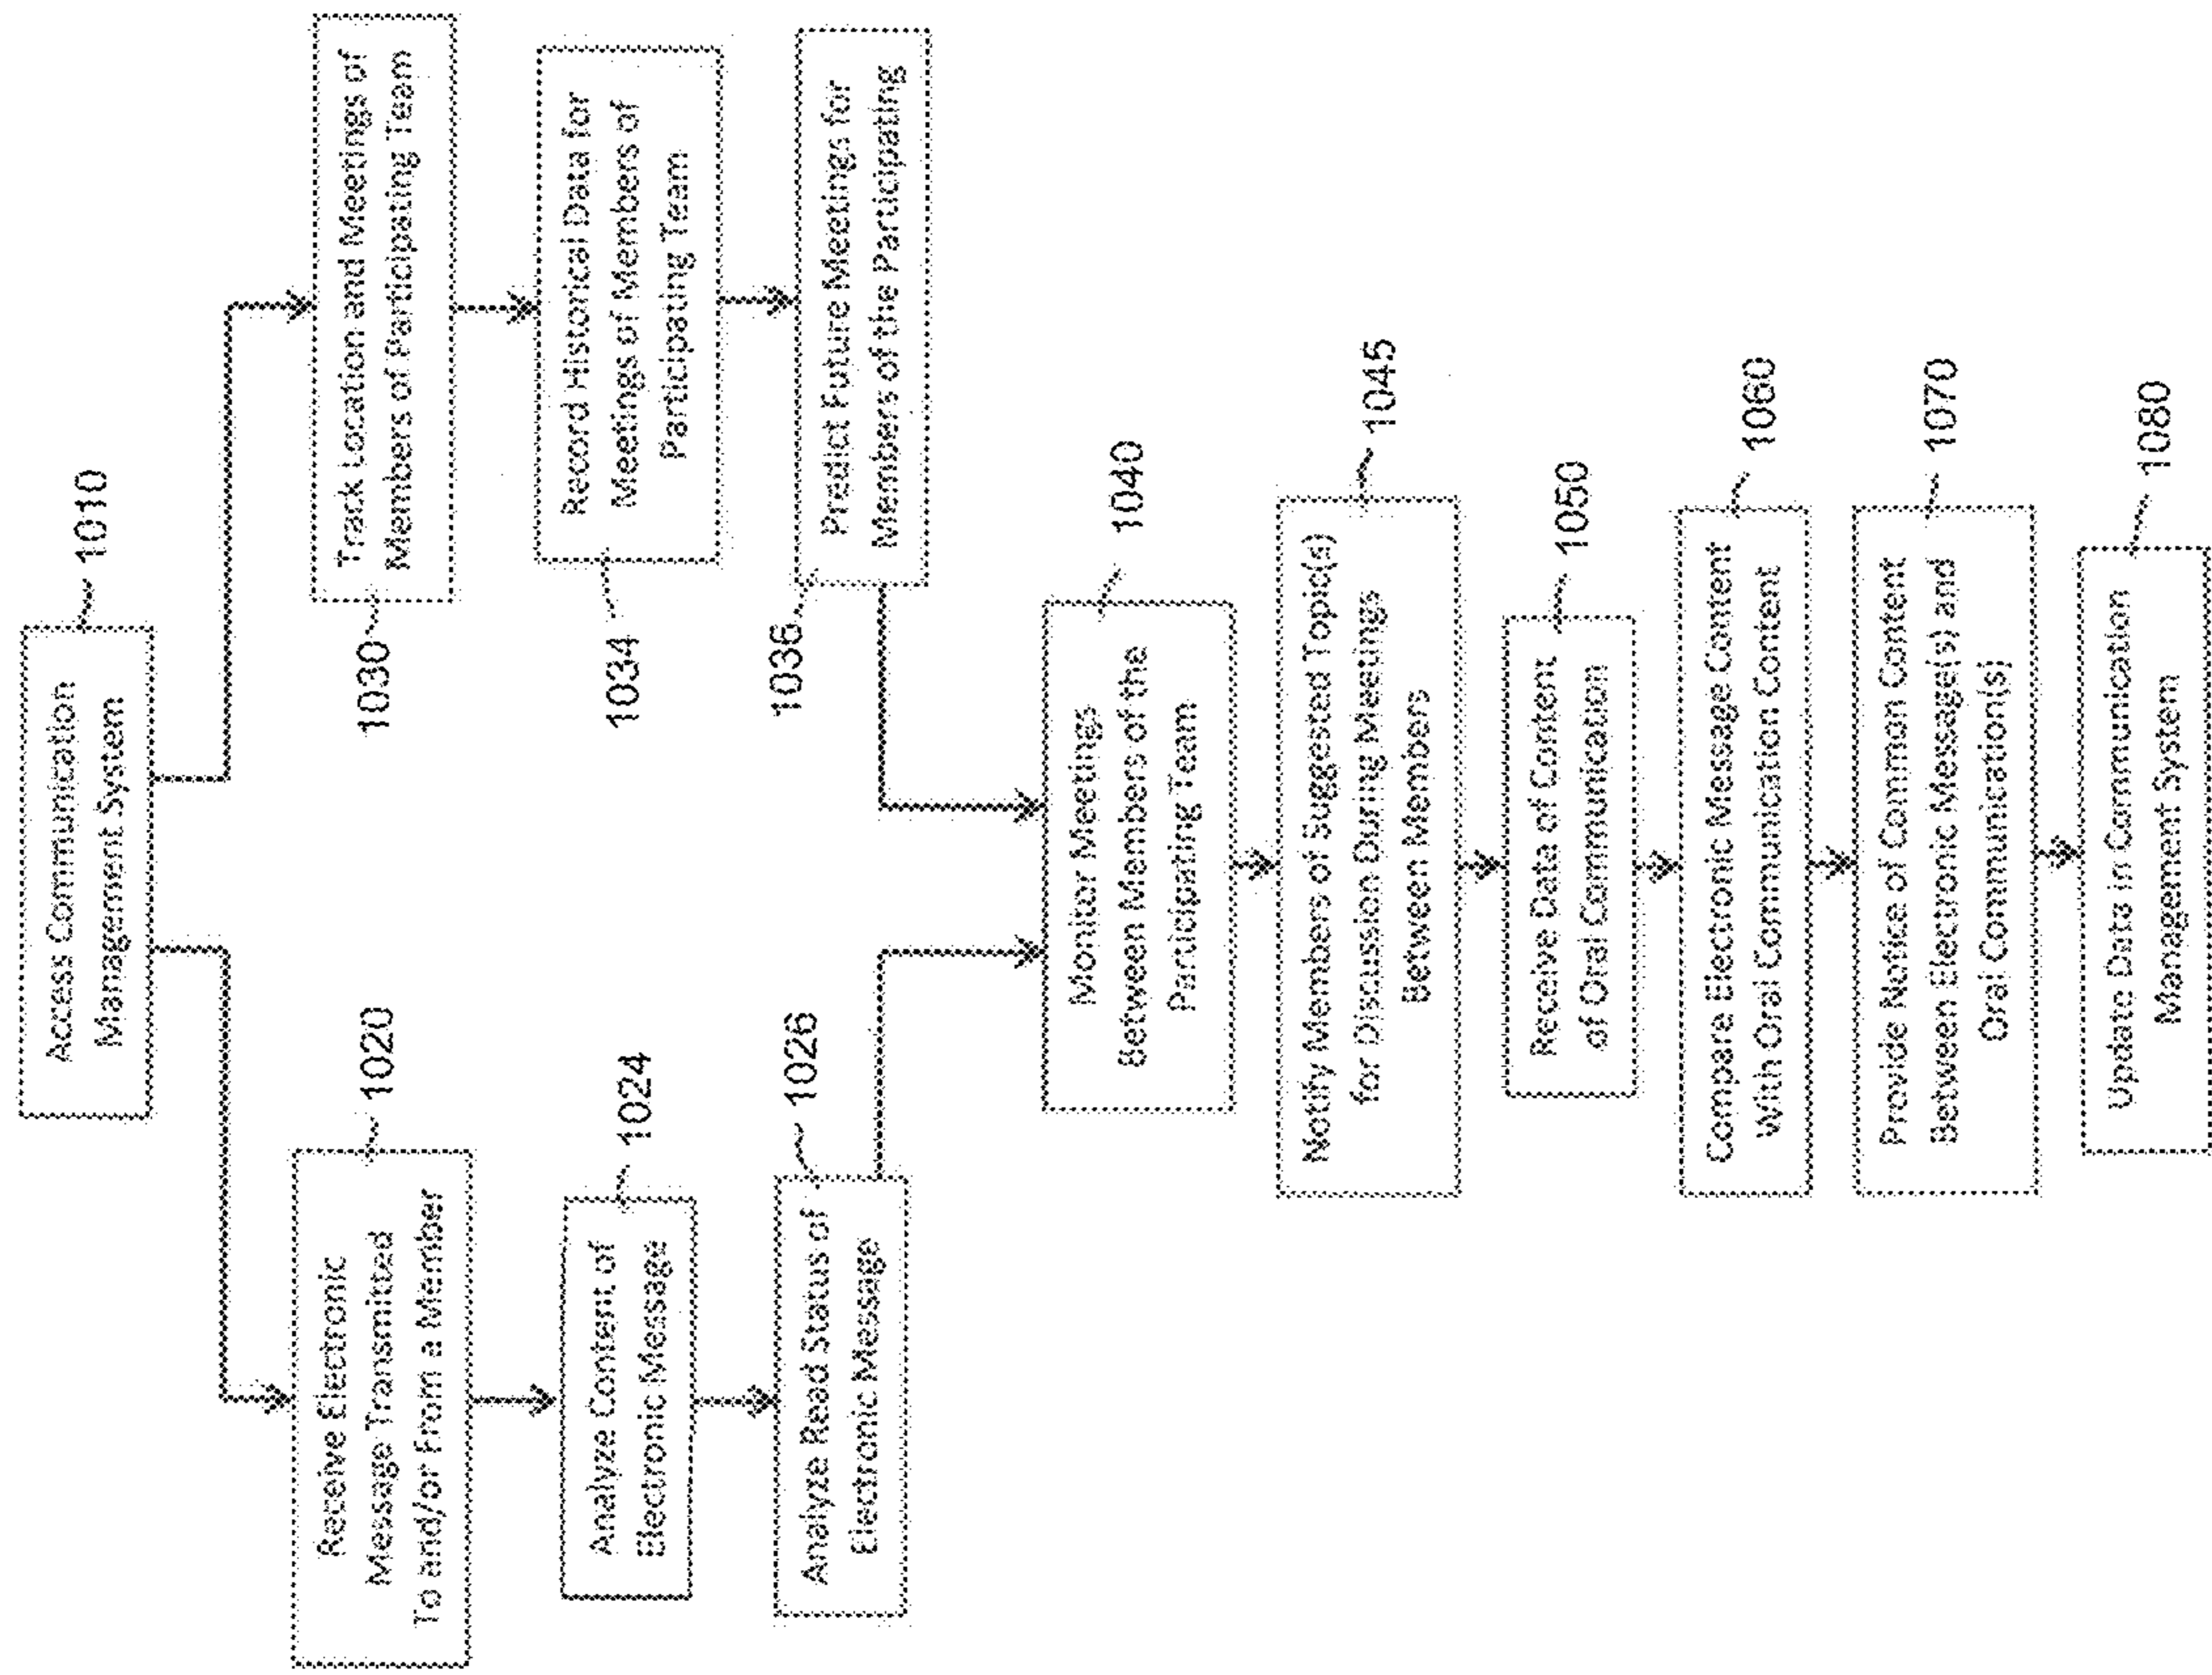 Access Communication
Management System
1010
Receive Electronic
Message Transmitted
To and/or From a Member
1020
Analyze Content of
Electronic Message
1024
Analyze Read Status of
Electronic Message
1026
Track Location and Meetings of
Members of Participating Team
1030
Record Historical Data for
Meetings of Members of
Participating Team
1034
Predict Future Meetings for
Members of the Participating
1036
Monitor Meetings
Between Members of the
Participating Team
1040
Notify Members of Suggested Topic(s)
for Discussion During Meetings
Between Members
1045
Receive Data of Content
of Oral Communication
1050
Compare Electronic Message Content
With Oral Communication Content
1060
Provide Notice of Common Content
Between Electronic Message(s) and
Oral Communication(s)
1070
Update Data in Communication
Management System
1080